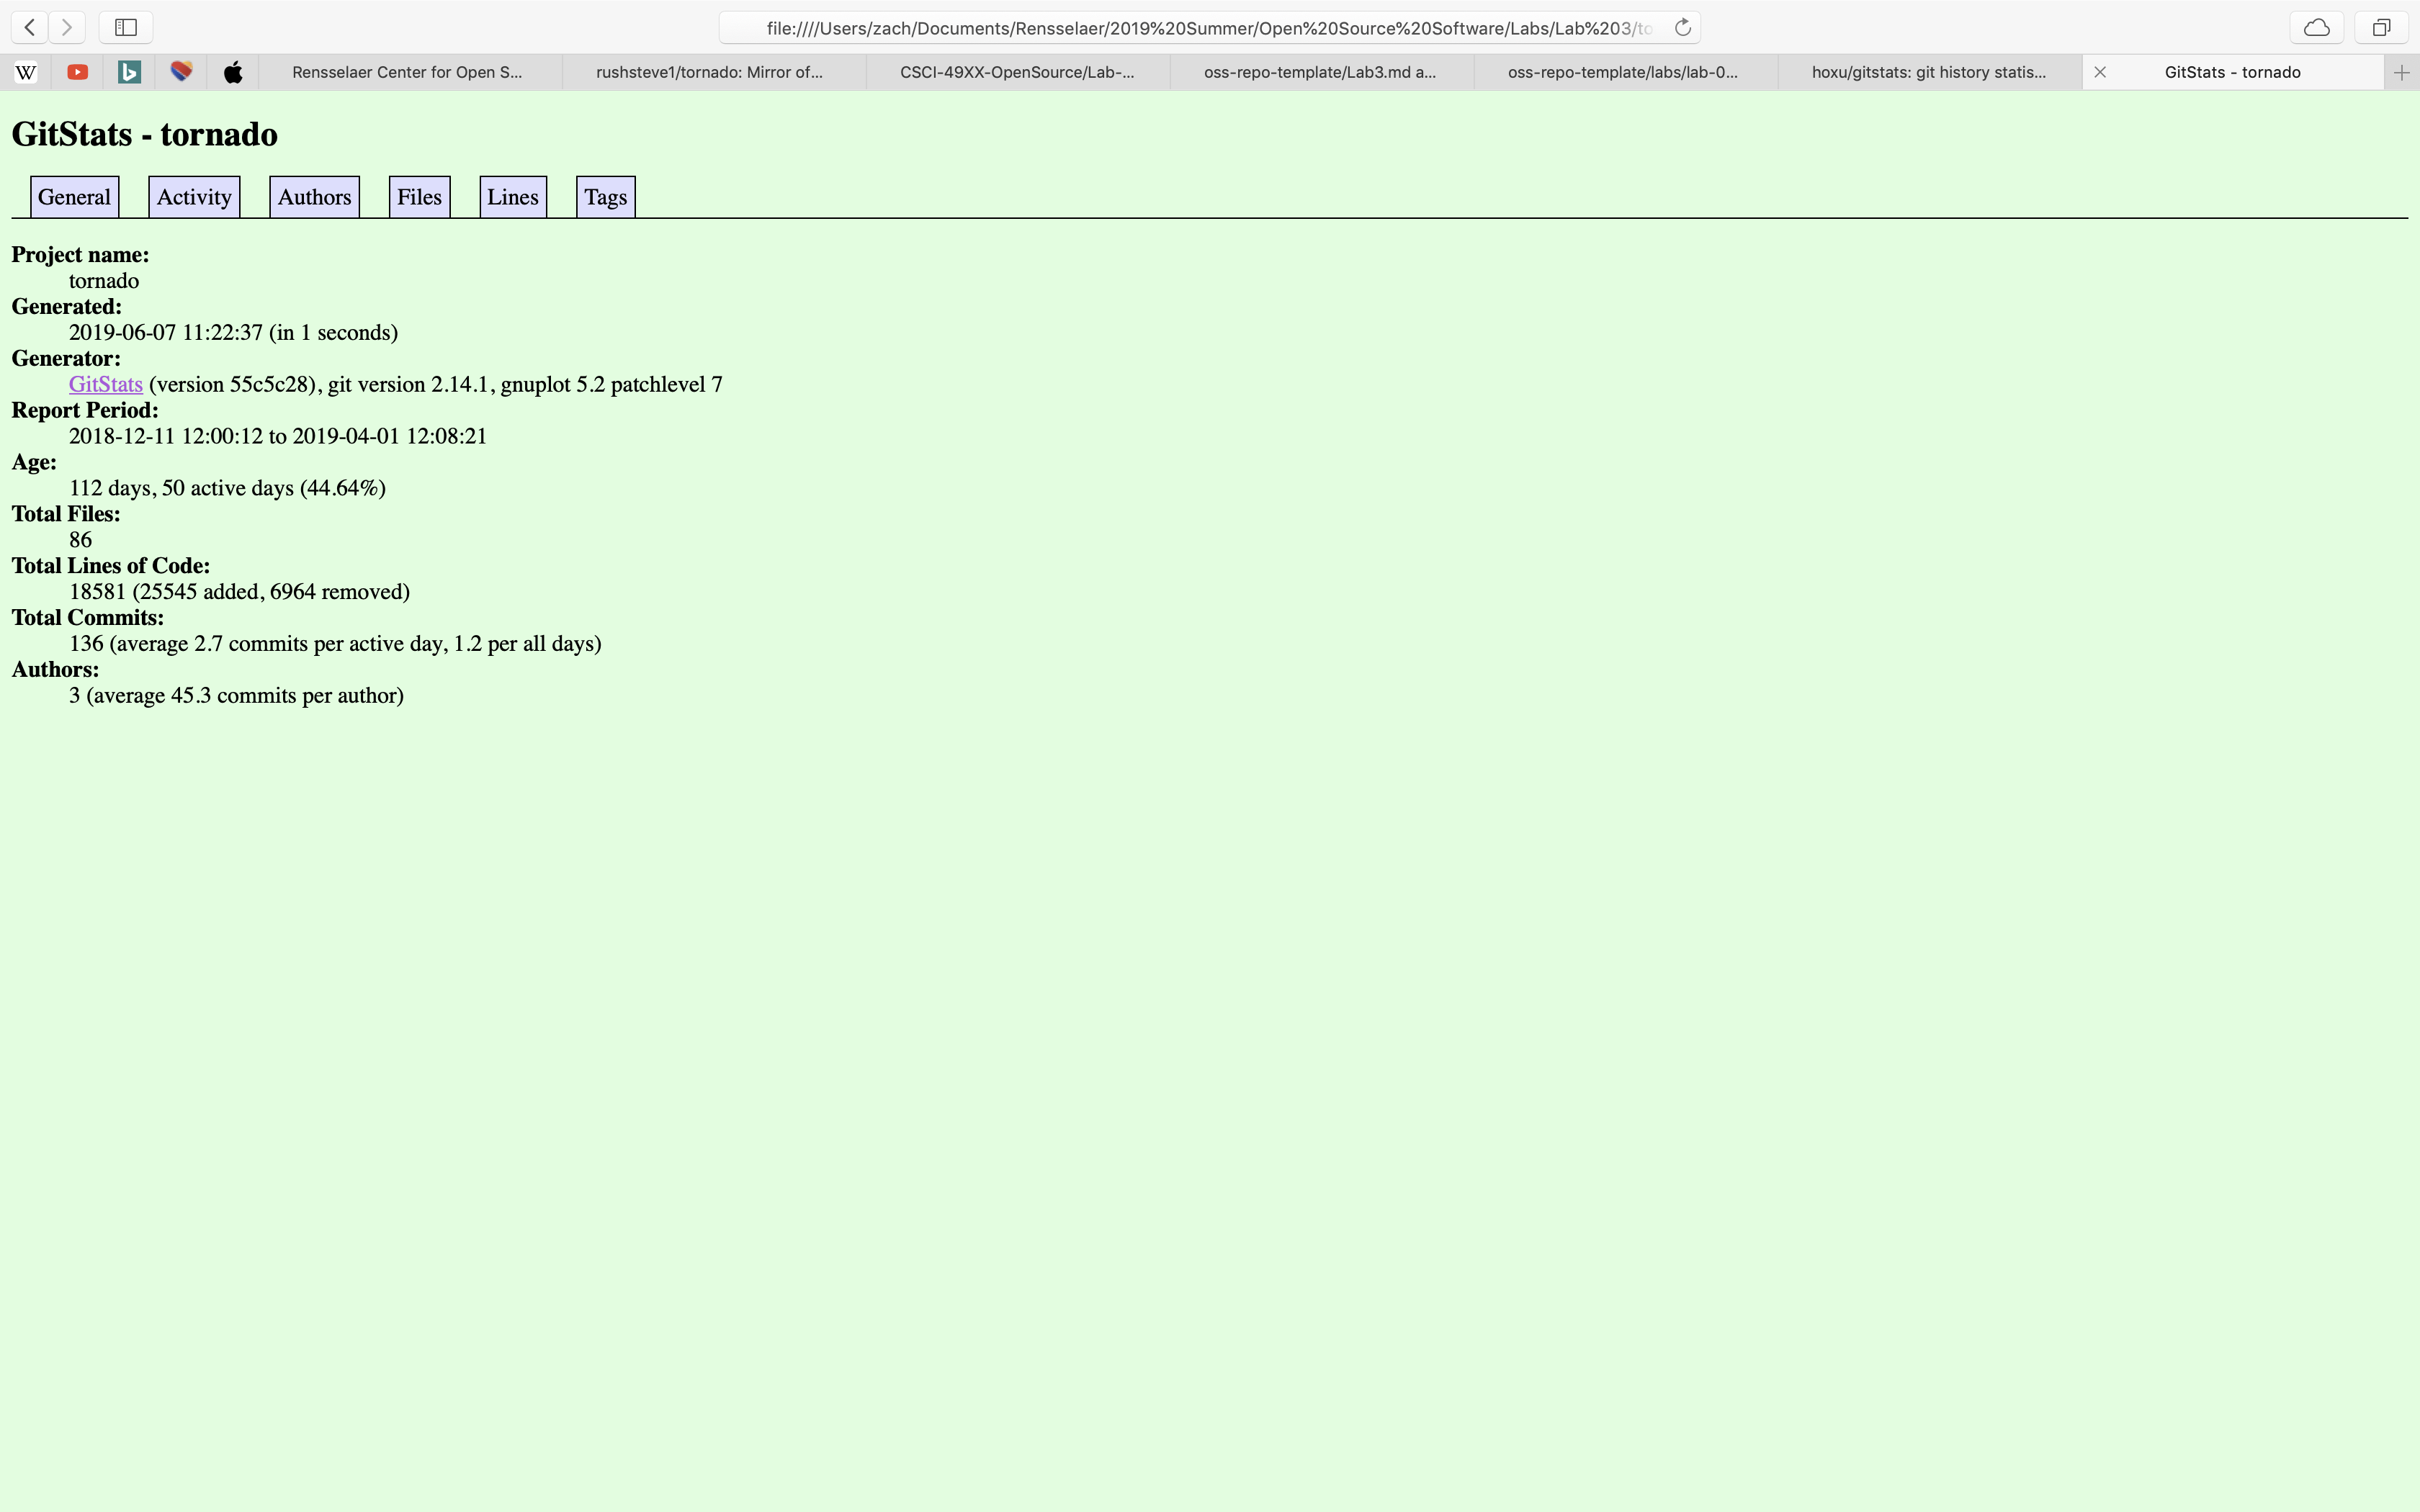 file:////Users/zach/Documents/Rensselaer/2019%20Summer/Open%20Source%20Software/Labs/Lab%203/to
W
b
Rensselaer Center for Open S...
rushsteve1/tornado: Mirror of...
CSCI-49XX-OpenSource/Lab-...
oss-repo-template/Lab3.md a...
oss-repo-template/labs/lab-0...
hoxu/gitstats: git history statis...
GitStats - tornado
GitStats - tornado
General Activity Authors Files Lines Tags
Project name:
tornado
Generated:
2019-06-07 11:22:37 (in 1 seconds)
Generator:
GitStats (version 55c5c28), git version 2.14.1, gnuplot 5.2 patchlevel 7
Report Period:
2018-12-11 12:00:12 to 2019-04-01 12:08:21
Age:
112 days, 50 active days (44.64%)
Total Files:
86
Total Lines of Code:
18581 (25545 added, 6964 removed)
Total Commits:
136 (average 2.7 commits per active day, 1.2 per all days)
Authors:
3 (average 45.3 commits per author)